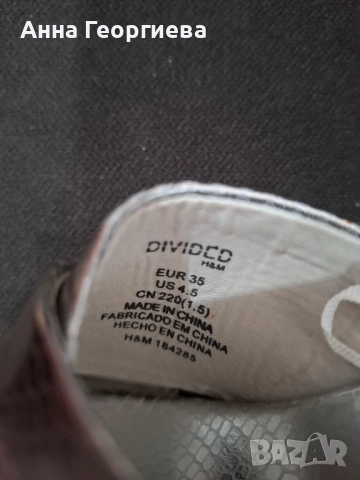 Анна Георгиева
DIVIDED
H&M
EUR 35
US 4.5
CN 220(1.5)
MADE IN CHINA
FABRICADO EM CHINA
HECHO EN CHINA
H&M 184285
BAZAR